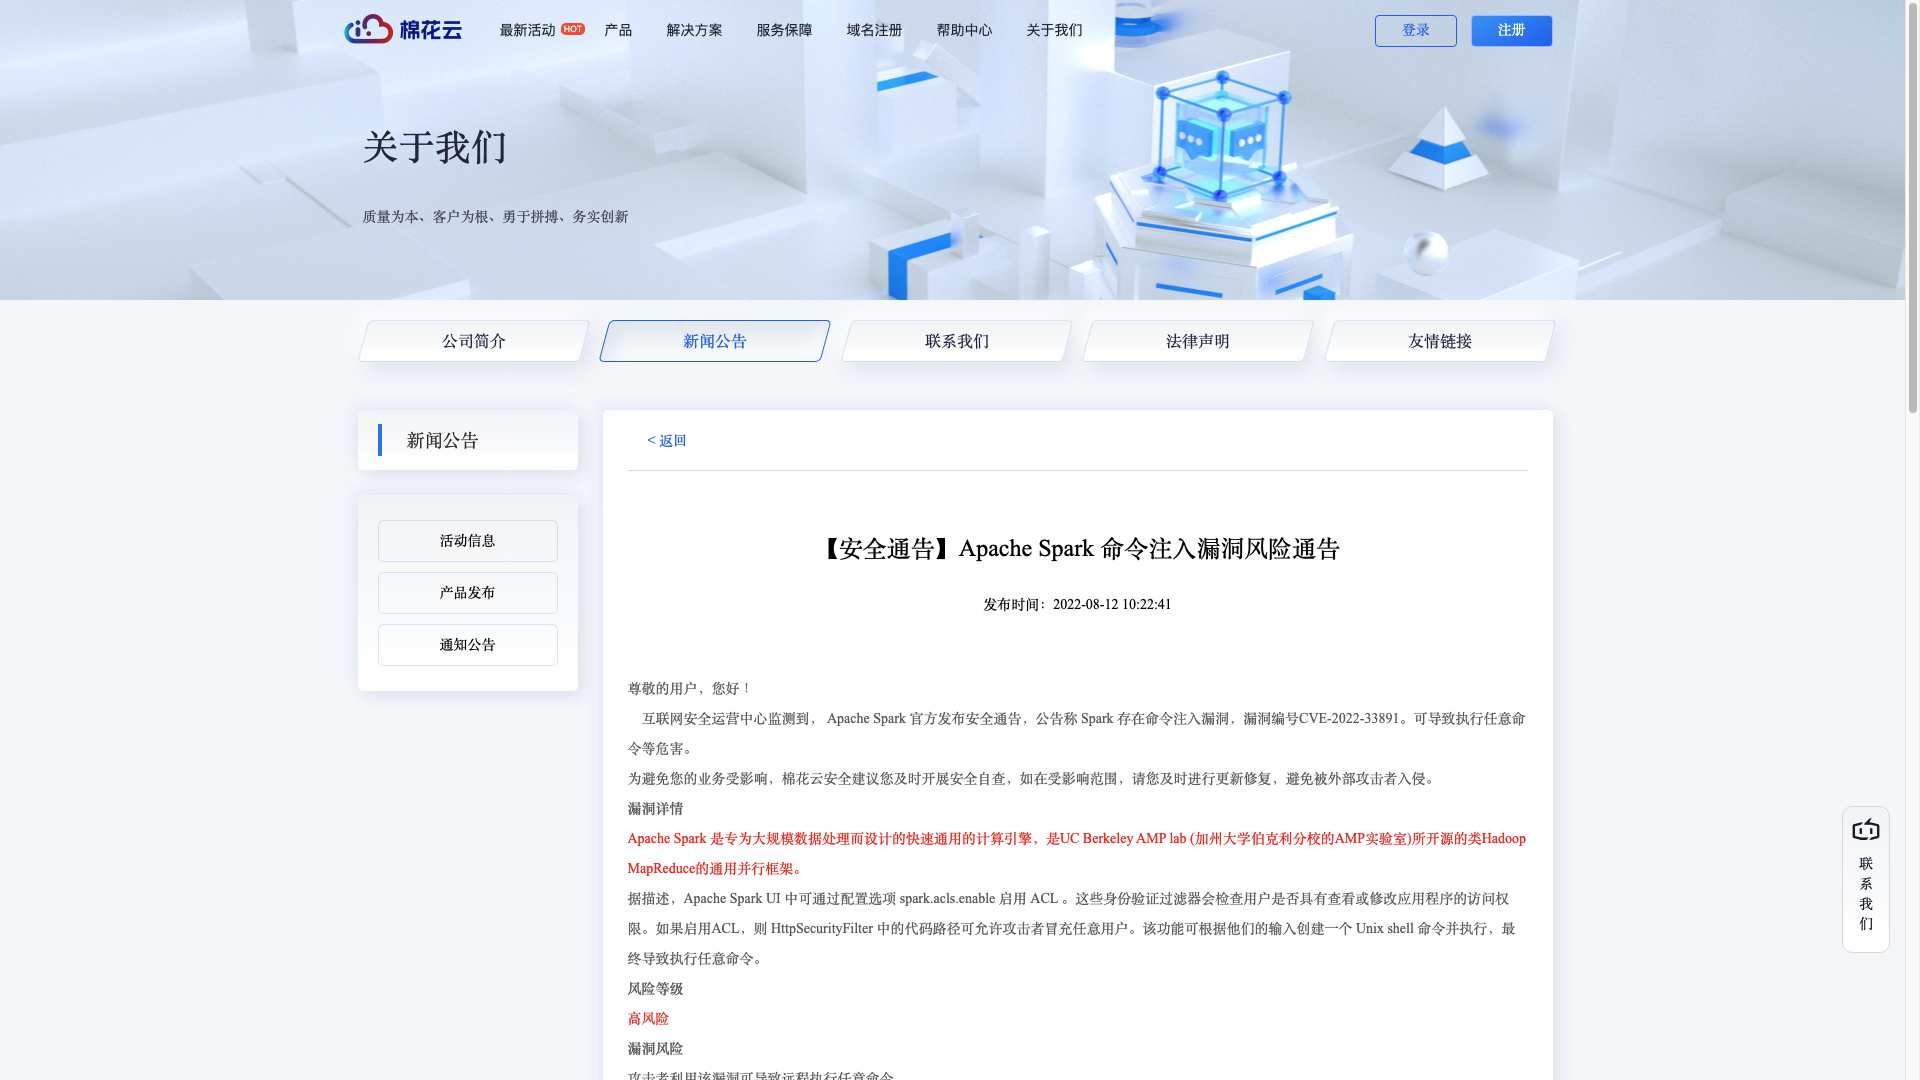 棉花云
最新活动 HOT 产品 解决方案 服务保障 域名注册 帮助中心 关于我们
登录 注册
关于我们
质量为本、客户为根、勇于拼搏、务实创新
公司简介 新闻公告 联系我们 法律声明 友情链接
新闻公告
活动信息
产品发布
通知公告
< 返回
【安全通告】Apache Spark 命令注入漏洞风险通告
发布时间：2022-08-12 10:22:41
尊敬的用户，您好！
互联网安全运营中心监测到， Apache Spark 官方发布安全通告，公告称 Spark 存在命令注入漏洞，漏洞编号CVE-2022-33891。可导致执行任意命
令等危害。
为避免您的业务受影响，棉花云安全建议您及时开展安全自查，如在受影响范围，请您及时进行更新修复，避免被外部攻击者入侵。
漏洞详情
Apache Spark 是专为大规模数据处理而设计的快速通用的计算引擎，是UC Berkeley AMP lab (加州大学伯克利分校的AMP实验室)所开源的类Hadoop
MapReduce的通用并行框架。
据描述，Apache Spark UI 中可通过配置选项 spark.acls.enable 启用 ACL 。这些身份验证过滤器会检查用户是否具有查看或修改应用程序的访问权
限。如果启用ACL，则 HttpSecurityFilter 中的代码路径可允许攻击者冒充任意用户。该功能可根据他们的输入创建一个 Unix shell 命令并执行，最
终导致执行任意命令。
风险等级
高风险
漏洞风险
攻击者利用该漏洞可导致远程执行任意命令
联
系
我
们